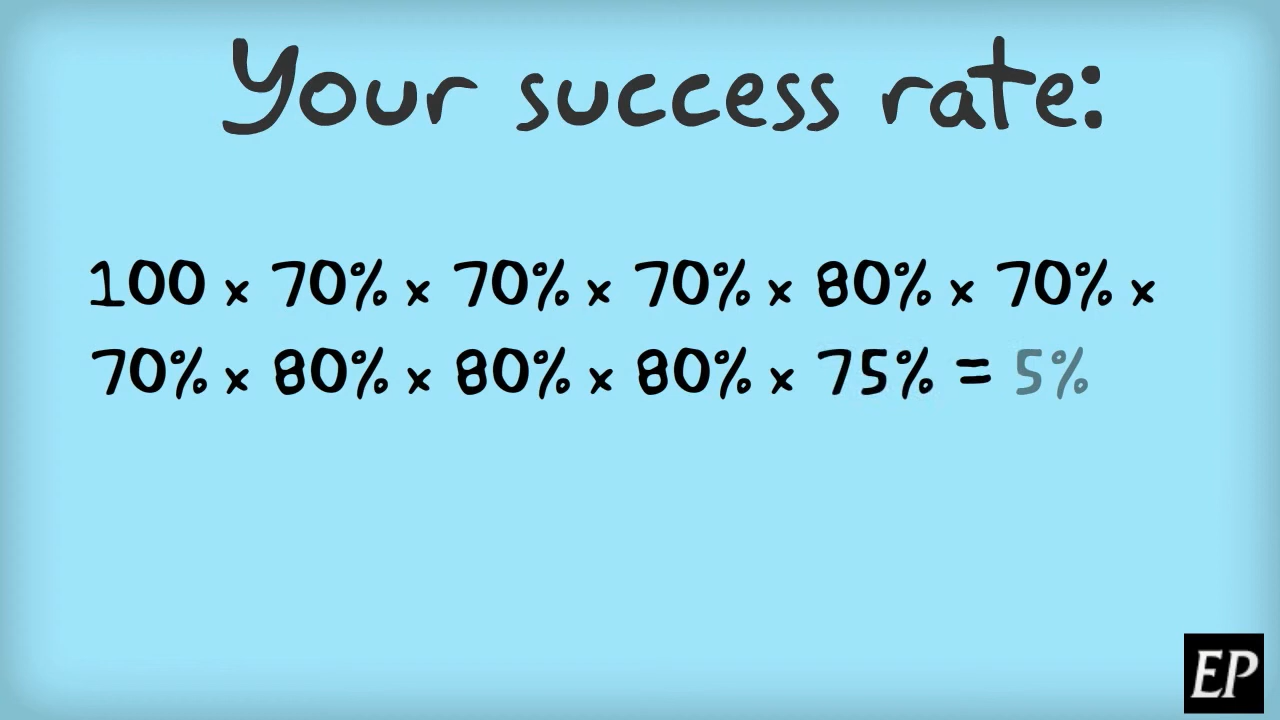 Your success rate:
100 x 70% x 70% x 70% x 80% x 70% x
70% x 80% x 80% x 80% x 75% = 5%
EP